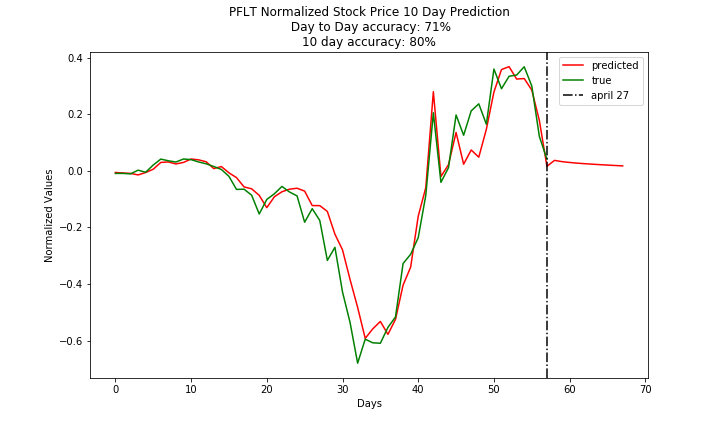 PFLT Normalized Stock Price 10 Day Prediction
Day to Day accuracy: 71%
10 day accuracy: 80%
predicted
true
april 27
Normalized Values
0.4
0.2
0.0
−0.2
−0.4
−0.6
0 10 20 30 40 50 60 70
Days